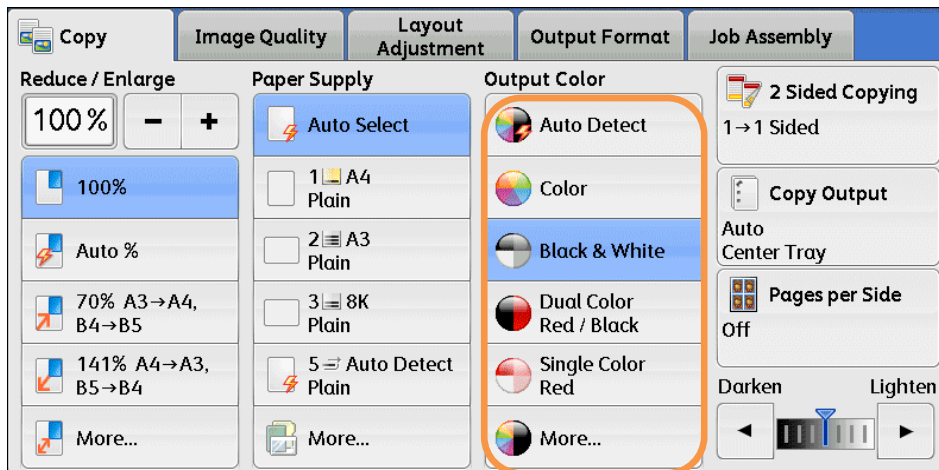 Copy
Image Quality
Layout
Adjustment
Output Format
Job Assembly
Reduce / Enlarge
100%
− +
100%
Auto %
70% A3→A4,
B4→B5
141% A4→A3,
B5→B4
More...
Paper Supply
Auto Select
1 A4
Plain
2 A3
Plain
3 8K
Plain
5 Auto Detect
Plain
More...
Output Color
Auto Detect
Color
Black & White
Dual Color
Red / Black
Single Color
Red
More...
2 Sided Copying
1→1 Sided
Copy Output
Auto
Center Tray
Pages per Side
Off
Darken Lighten